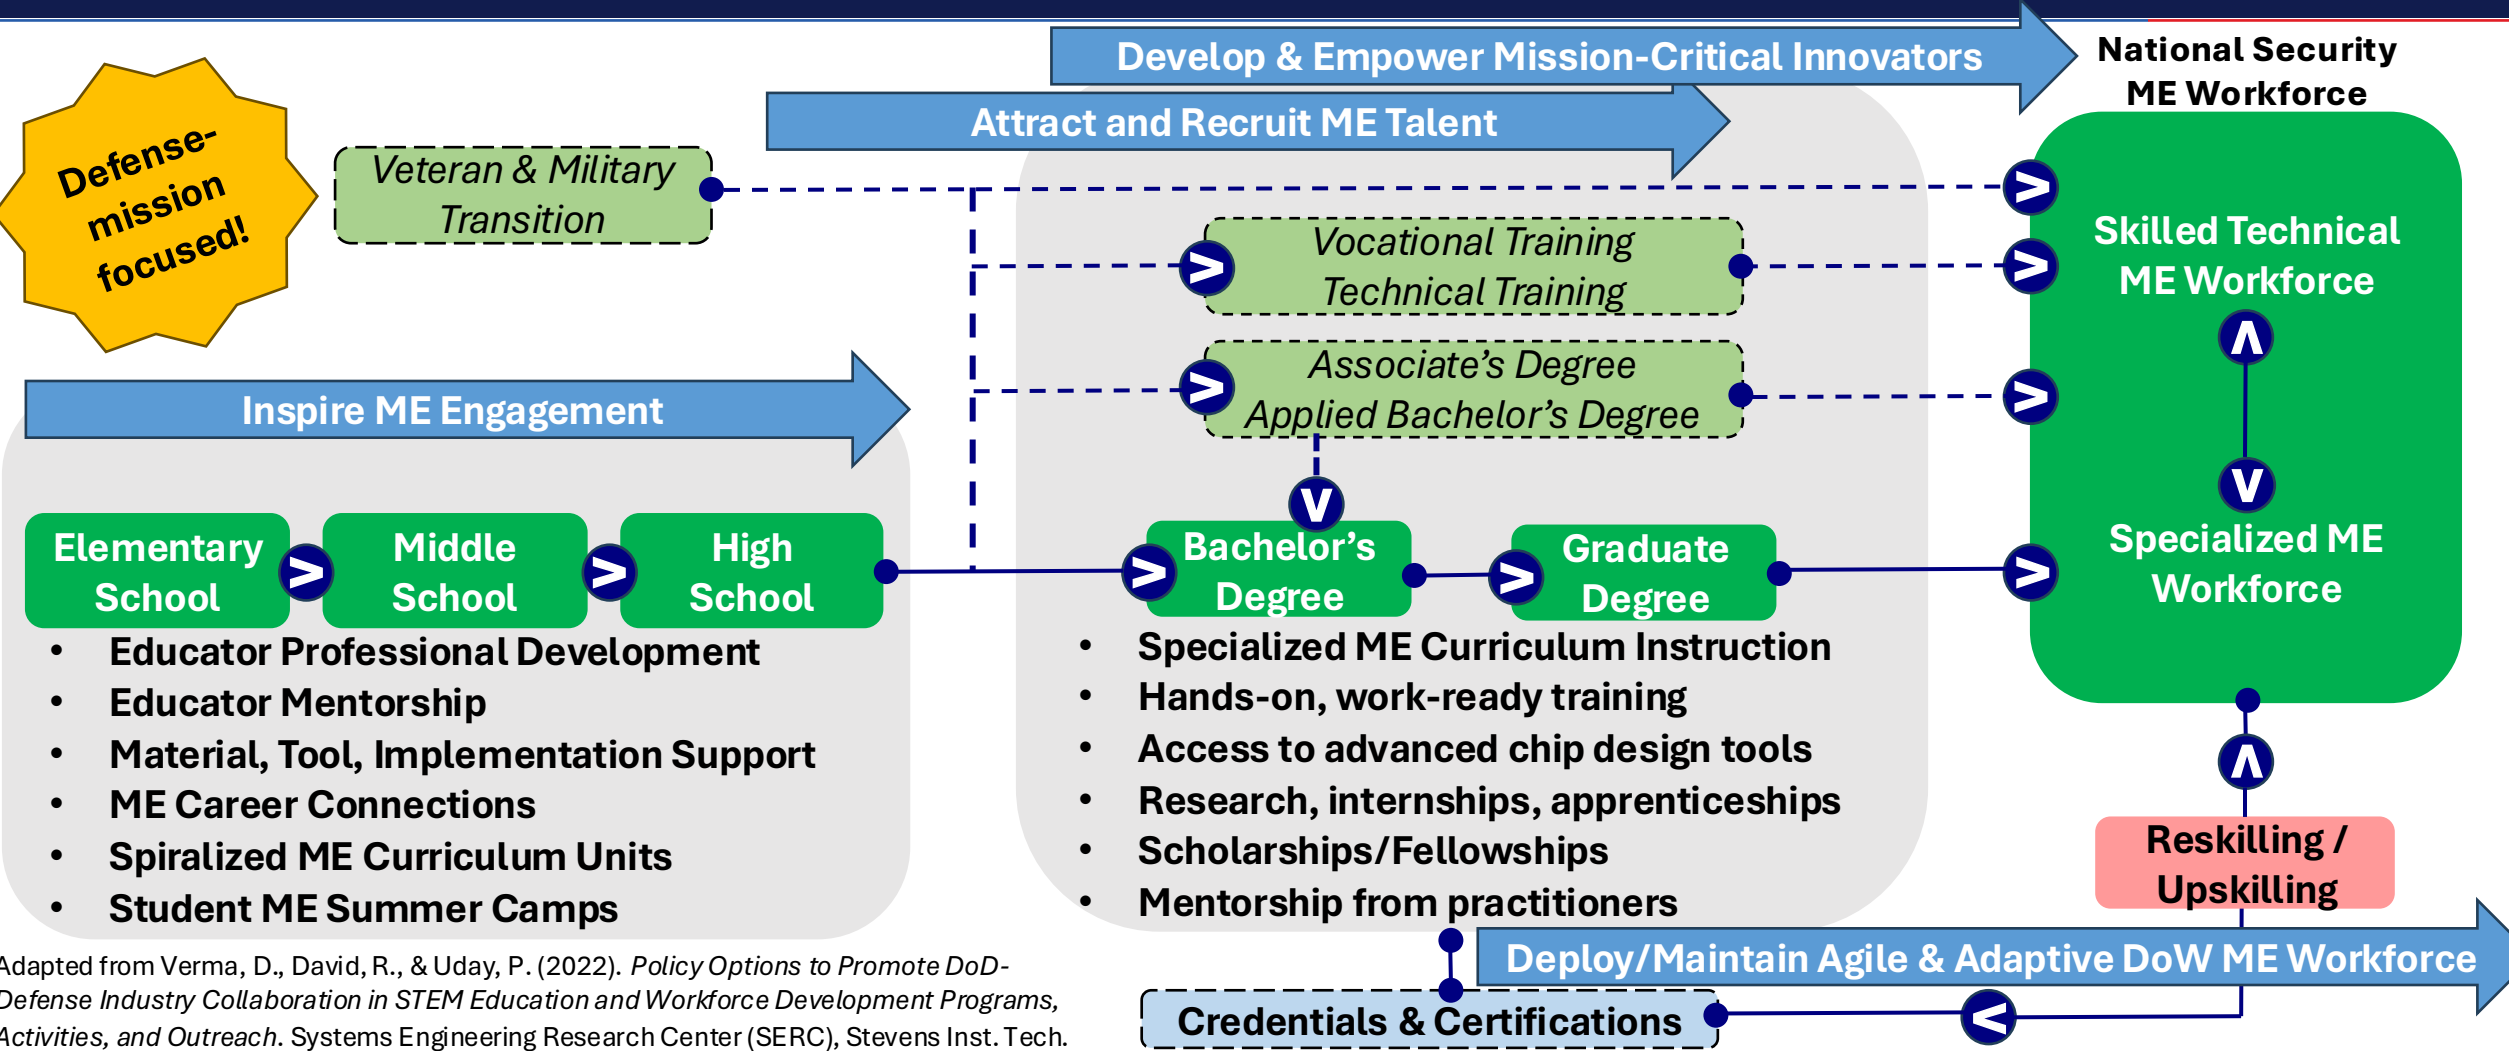 Develop & Empower Mission-Critical Innovators
National Security
ME Workforce
Attract and Recruit ME Talent
Defense-
mission
focused!
Veteran & Military
Transition
Vocational Training
Technical Training
Skilled Technical
ME Workforce
Associate's Degree
Applied Bachelor's Degree
Inspire ME Engagement
Elementary
School
Middle
School
High
School
Bachelor's
Degree
Graduate
Degree
Specialized ME
Workforce
• Educator Professional Development
• Educator Mentorship
• Material, Tool, Implementation Support
• ME Career Connections
• Spiralized ME Curriculum Units
• Student ME Summer Camps
• Specialized ME Curriculum Instruction
• Hands-on, work-ready training
• Access to advanced chip design tools
• Research, internships, apprenticeships
• Scholarships/Fellowships
• Mentorship from practitioners
Reskilling /
Upskilling
Deploy/Maintain Agile & Adaptive DoW ME Workforce
Credentials & Certifications
Adapted from Verma, D., David, R., & Uday, P. (2022). Policy Options to Promote DoD-
Defense Industry Collaboration in STEM Education and Workforce Development Programs,
Activities, and Outreach. Systems Engineering Research Center (SERC), Stevens Inst. Tech.